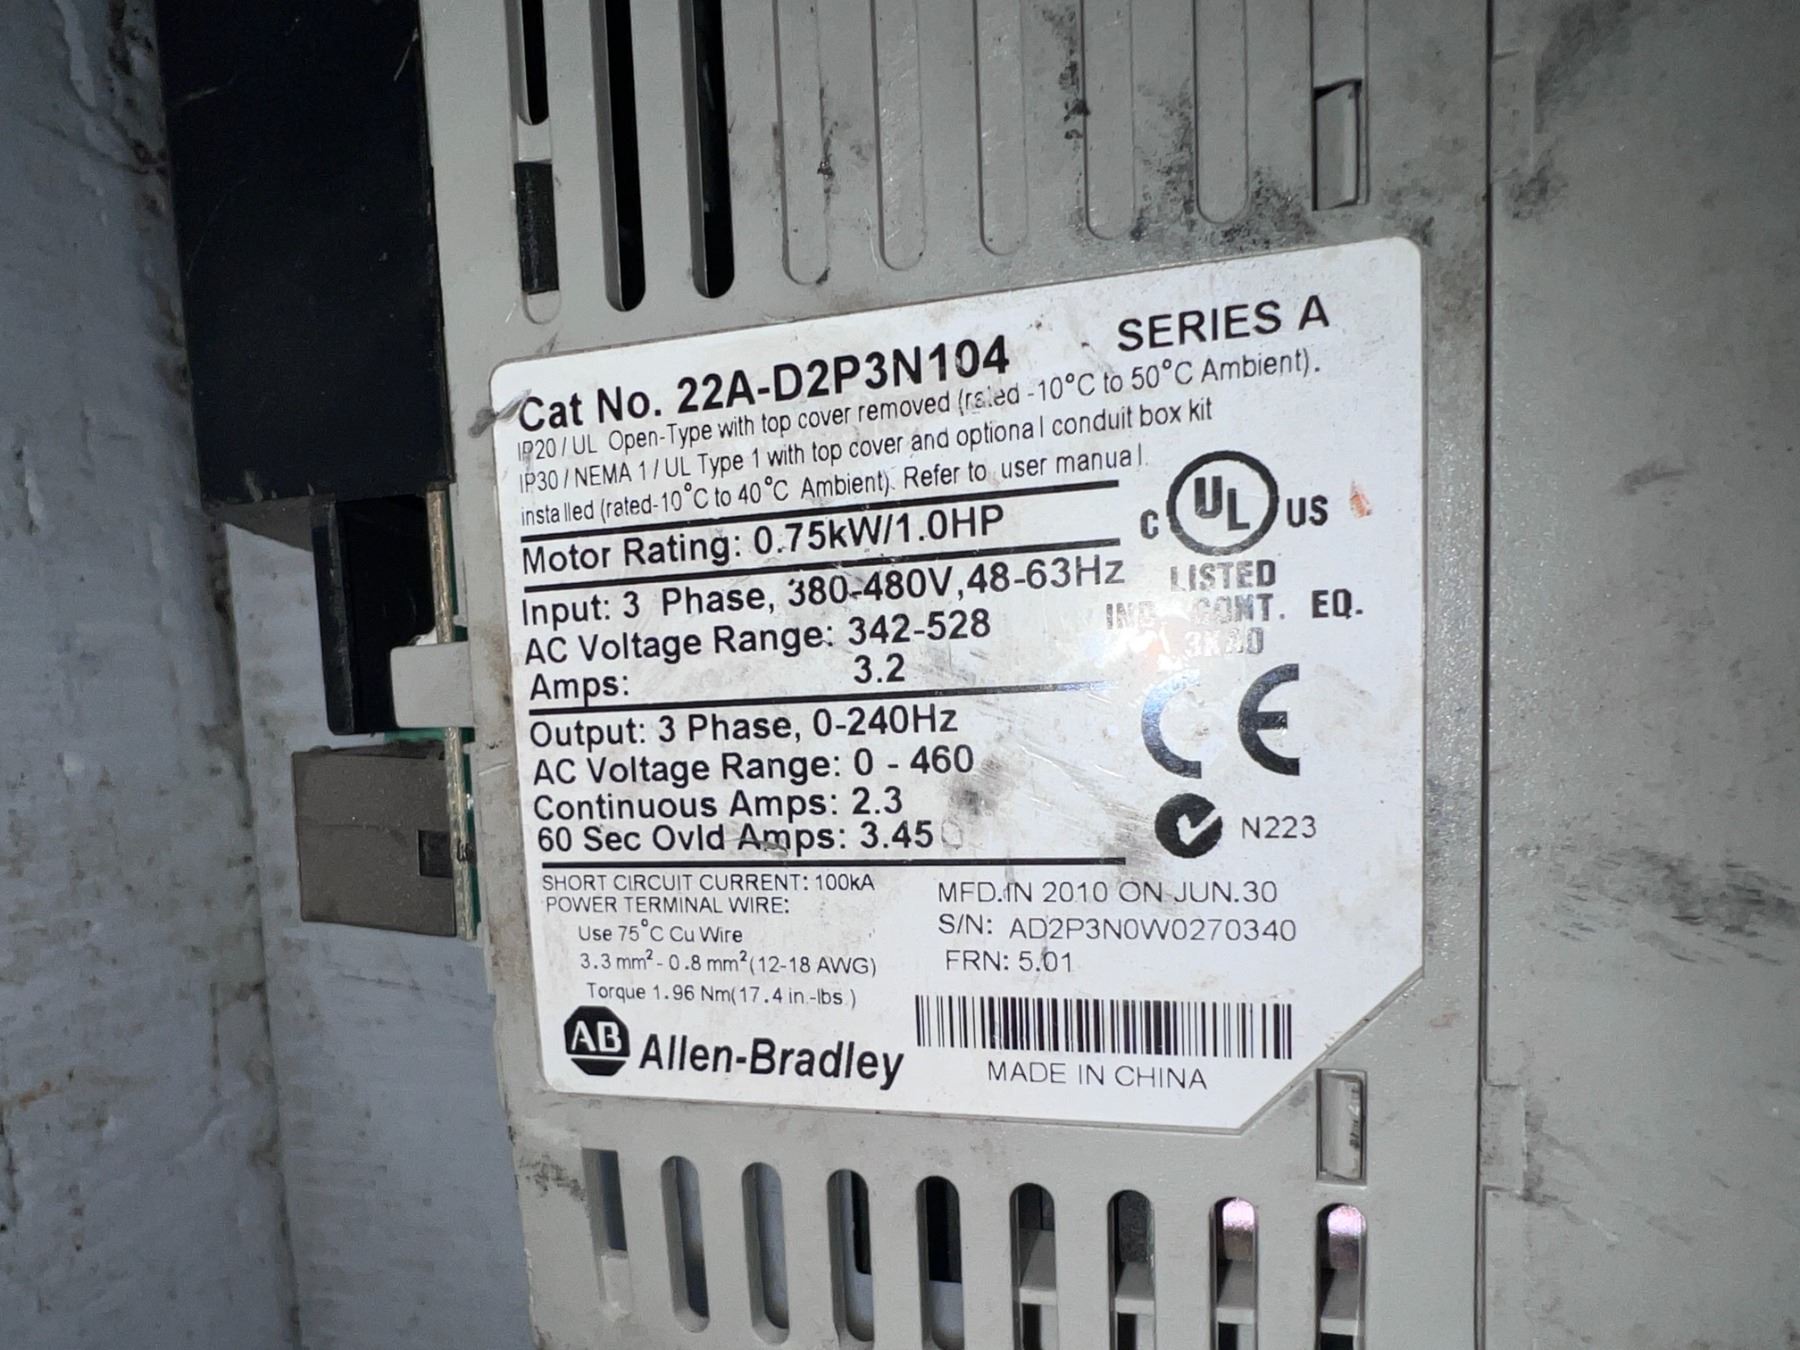 Cat No. 22A-D2P3N104 SERIES A
IP20 / UL Open-Type with top cover removed (rated -10°C to 50°C Ambient).
IP30 / NEMA 1 / UL Type 1 with top cover and optional conduit box kit
installed (rated-10°C to 40°C Ambient). Refer to user manual.
Motor Rating: 0.75kW/1.0HP
Input: 3 Phase, 380-480V,48-63Hz
AC Voltage Range: 342-528
Amps: 3.2
Output: 3 Phase, 0-240Hz
AC Voltage Range: 0 - 460
Continuous Amps: 2.3
60 Sec Ovld Amps: 3.45
C UL US
LISTED
IND. CONT. EQ.
CE
N223
SHORT CIRCUIT CURRENT: 100kA
POWER TERMINAL WIRE:
Use 75°C Cu Wire
3.3 mm² - 0.8 mm² (12-18 AWG)
Torque 1.96 Nm(17.4 in.-lbs.)
MFD.IN 2010 ON JUN.30
S/N: AD2P3N0W0270340
FRN: 5.01
AB Allen-Bradley
MADE IN CHINA